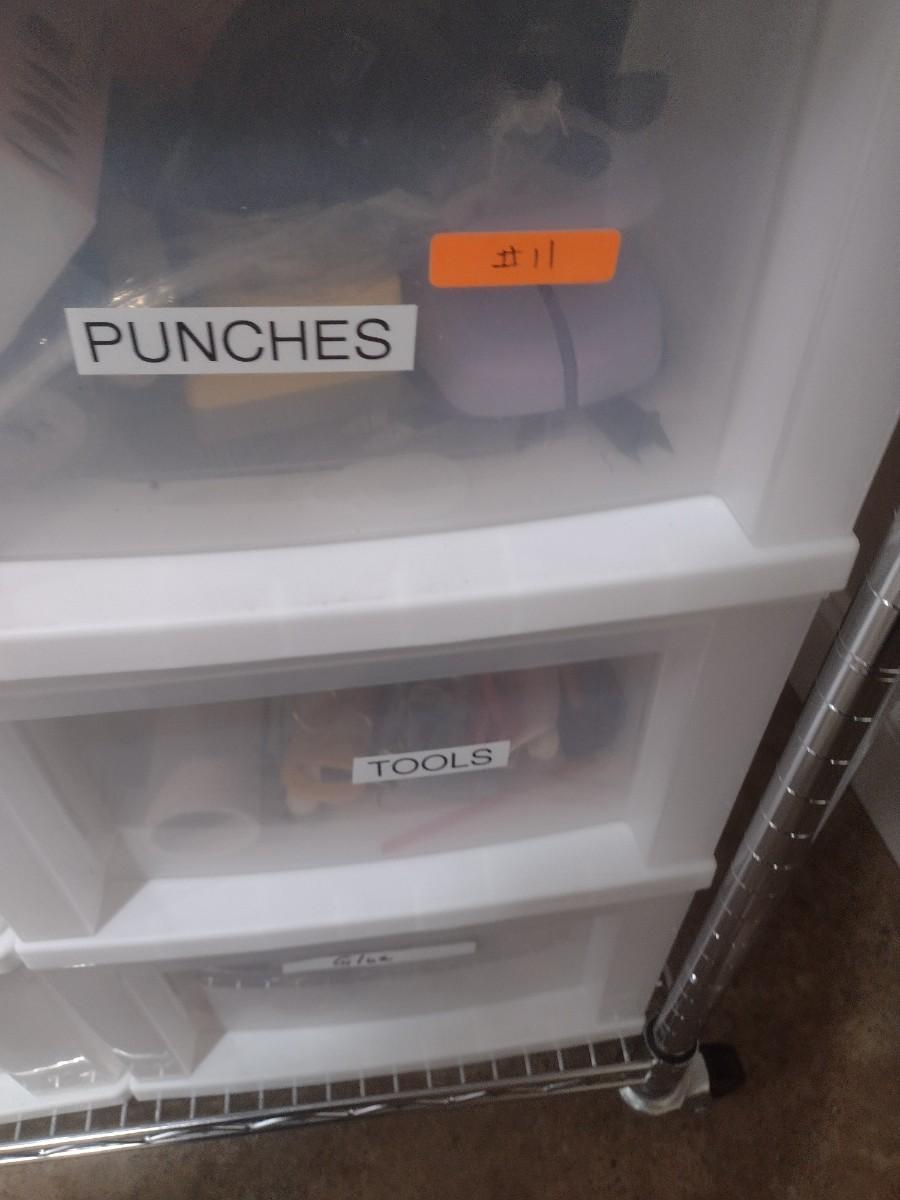 #11
PUNCHES
TOOLS
Glue